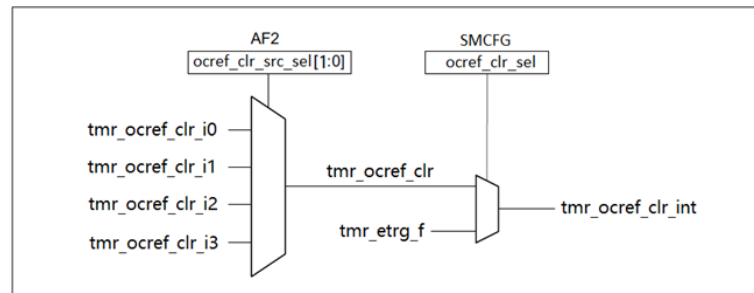 AF2
ocref_clr_src_sel[1:0]
SMCFG
ocref_clr_sel
tmr_ocref_clr_i0
tmr_ocref_clr_i1
tmr_ocref_clr_i2
tmr_ocref_clr_i3
tmr_ocref_clr
tmr_etrg_f
tmr_ocref_clr_int